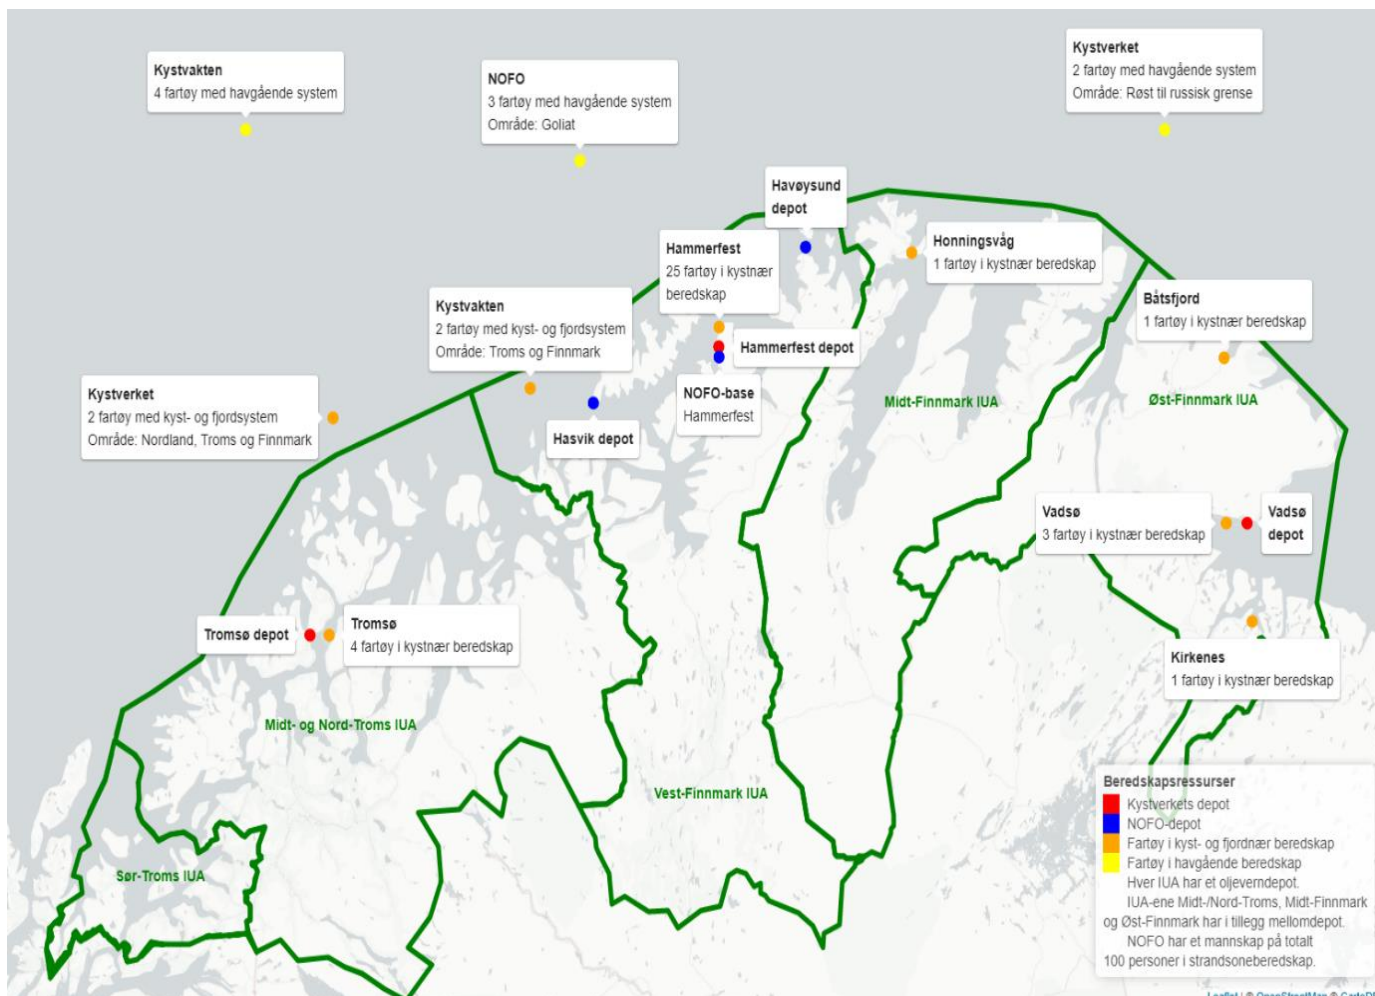 Kystvakten
4 fartøy med havgående system
NOFO
3 fartøy med havgående system
Område: Goliat
Kystverket
2 fartøy med havgående system
Område: Røst til russisk grense
Havøysund
depot
Hammerfest
25 fartøy i kystnær
beredskap
Honningsvåg
1 fartøy i kystnær beredskap
Kystvakten
2 fartøy med kyst- og fjordsystem
Område: Troms og Finnmark
Båtsfjord
1 fartøy i kystnær beredskap
Hammerfest depot
Kystverket
2 fartøy med kyst- og fjordsystem
Område: Nordland, Troms og Finnmark
NOFO-base
Hammerfest
Hasvik depot
Midt-Finnmark IUA
Øst-Finnmark IUA
Vadsø
3 fartøy i kystnær beredskap
Vadsø
depot
Tromsø depot
Tromsø
4 fartøy i kystnær beredskap
Kirkenes
1 fartøy i kystnær beredskap
Midt- og Nord-Troms IUA
Vest-Finnmark IUA
Sør-Troms IUA
Beredskapsressurser
Kystverkets depot
NOFO-depot
Fartøy i kyst- og fjordnær beredskap
Fartøy i havgående beredskap
Hver IUA har et oljeverndepot.
IUA-ene Midt-/Nord-Troms, Midt-Finnmark
og Øst-Finnmark har i tillegg mellomdepot.
NOFO har et mannskap på totalt
100 personer i strandsoneberedskap.
Leaflet | © OpenStreetMap ©